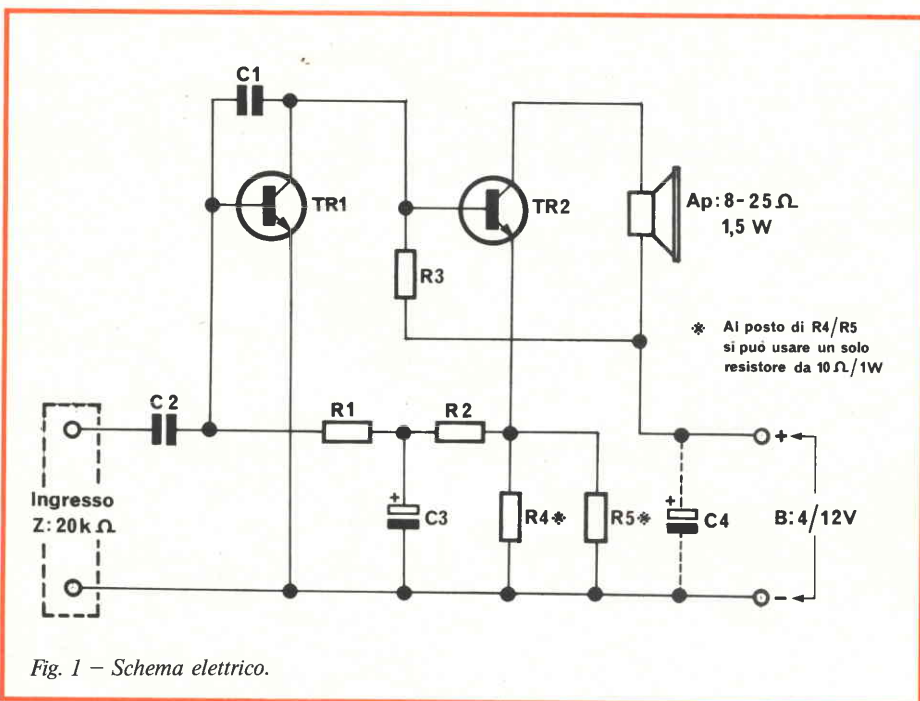 C1
TR1
TR2
Ap: 8-25 Ω
1,5 W
R3
※ Al posto di R4/R5
si può usare un solo
resistore da 10 Ω/1W
C 2
R1
R2
+
Ingresso
Z: 20k Ω
+
C3
R4※
R5※
+
C4
B: 4/12V
-
Fig. 1 – Schema elettrico.